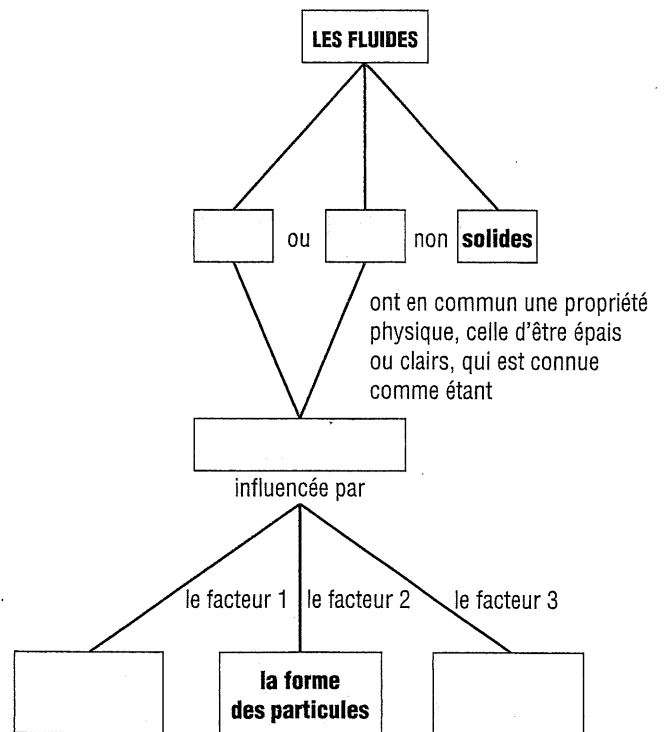 LES FLUIDES
ou
non
solides
ont en commun une propriété
physique, celle d'être épais
ou clairs, qui est connue
comme étant
influencée par
le facteur 1
le facteur 2
le facteur 3
la forme
des particules